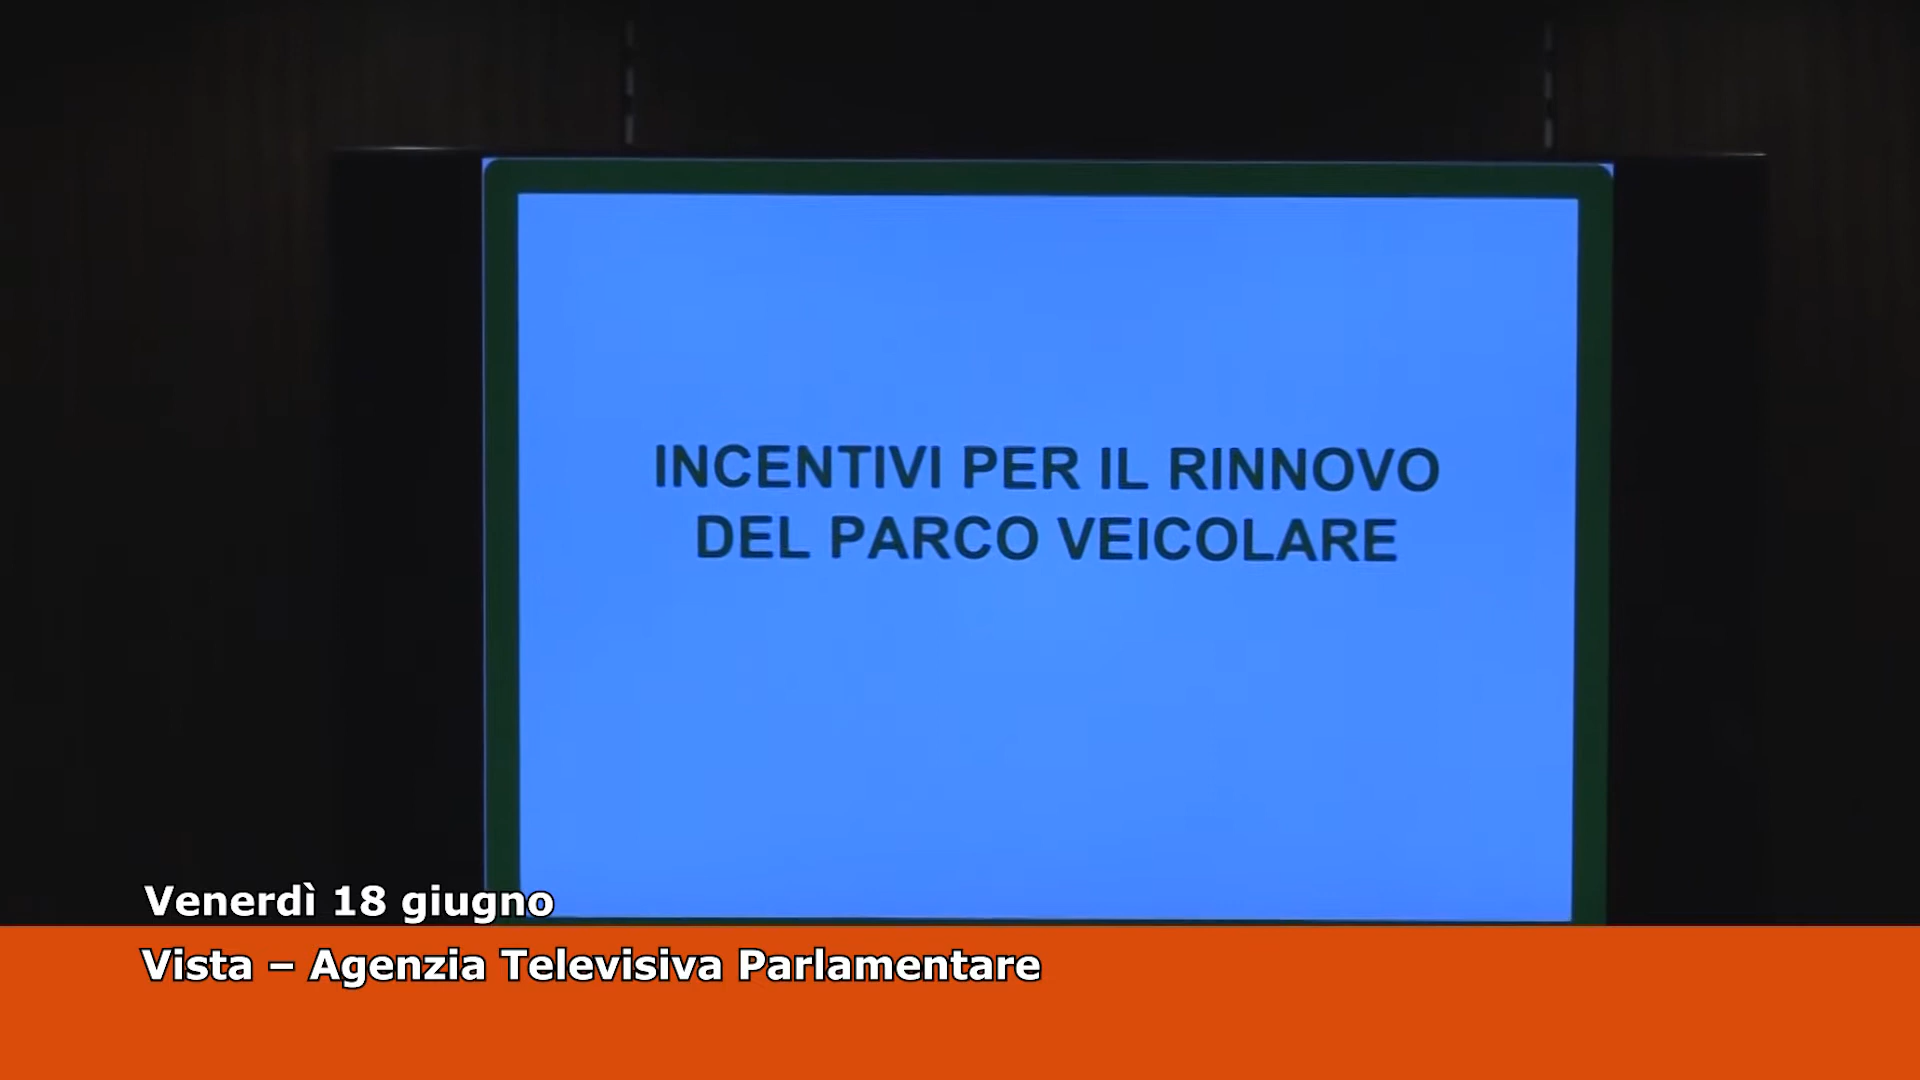 INCENTIVI PER IL RINNOVO
DEL PARCO VEICOLARE
Venerdì 18 giugno
Vista – Agenzia Televisiva Parlamentare